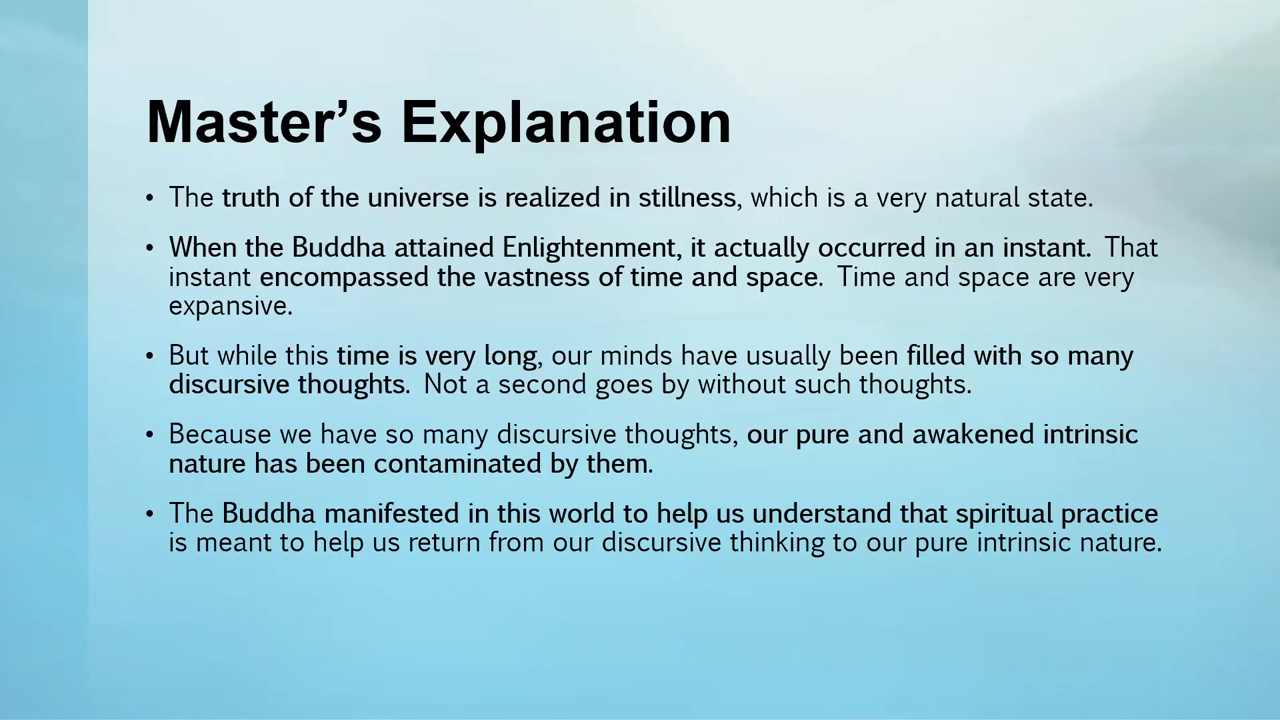 Master’s Explanation
• The truth of the universe is realized in stillness, which is a very natural state.
• When the Buddha attained Enlightenment, it actually occurred in an instant.  That
instant encompassed the vastness of time and space.  Time and space are very
expansive.
• But while this time is very long, our minds have usually been filled with so many
discursive thoughts.  Not a second goes by without such thoughts.
• Because we have so many discursive thoughts, our pure and awakened intrinsic
nature has been contaminated by them.
• The Buddha manifested in this world to help us understand that spiritual practice
is meant to help us return from our discursive thinking to our pure intrinsic nature.